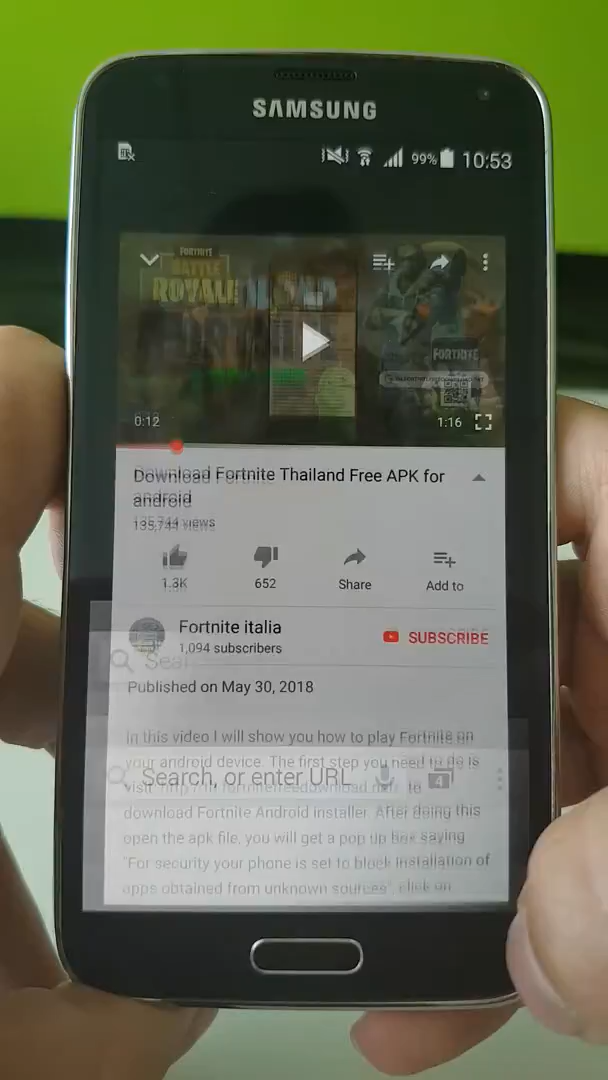 SAMSUNG
99% 10:53
FORTNITE
BATTLE
ROYALE
FORTNITE
0:12
1:16
Download Fortnite Thailand Free APK for
android
135,744 views
1.3K
652
Share
Add to
Fortnite italia
1,094 subscribers
SUBSCRIBE
Published on May 30, 2018
Sear
In this video I will show you how to play Fortnite on
your android device. The first step you need to do is
visit
to
Search, or enter URL
4
download Fortnite Android installer. After doing this
open the apk file, you will get a pop up box saying
"For security your phone is set to block installation of
apps obtained from unknown sources", click on